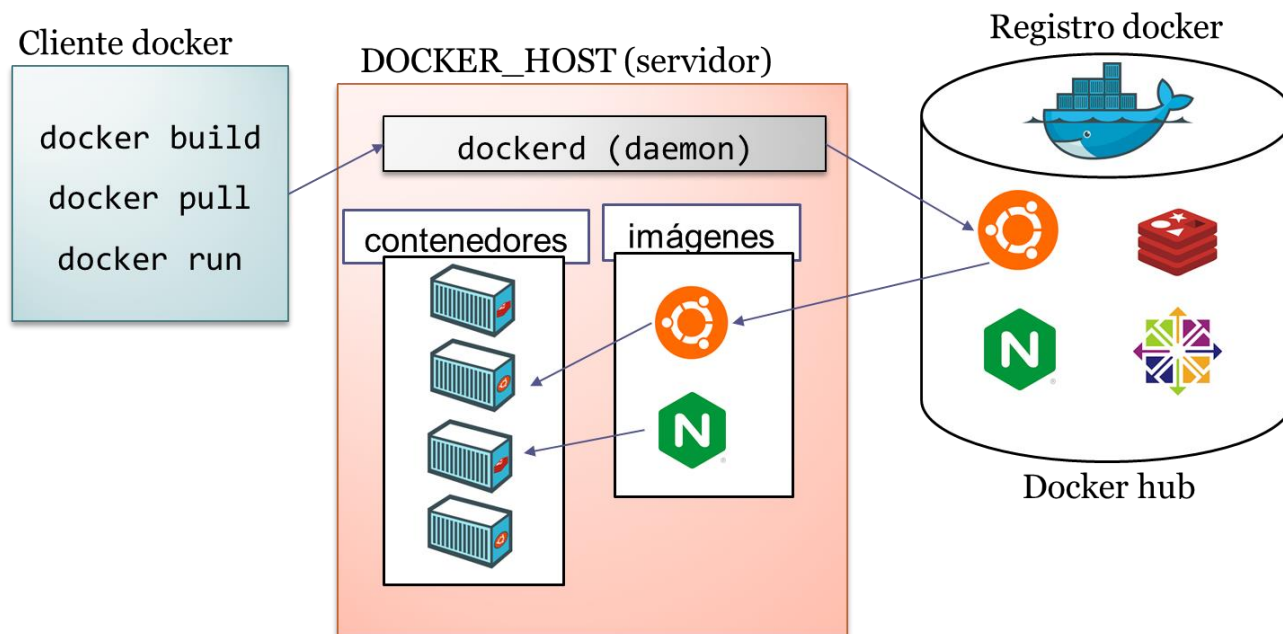 Cliente docker
docker build
docker pull
docker run
DOCKER_HOST (servidor)
dockerd (daemon)
contenedores
imágenes
Registro docker
N
N
Docker hub